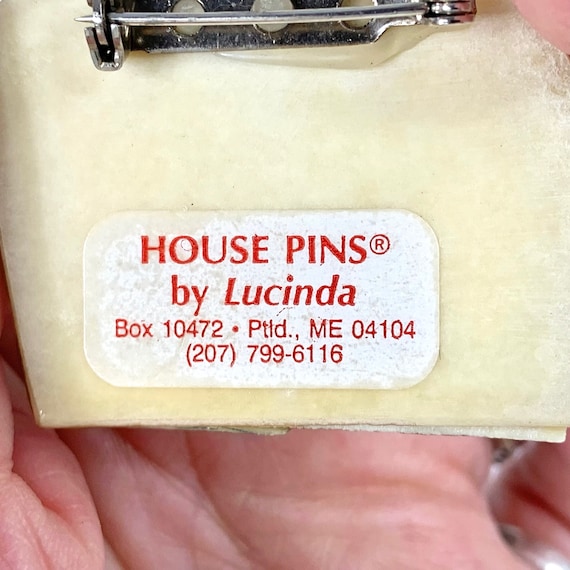 HOUSE PINS®
by Lucinda
Box 10472 • Ptld., ME 04104
(207) 799-6116